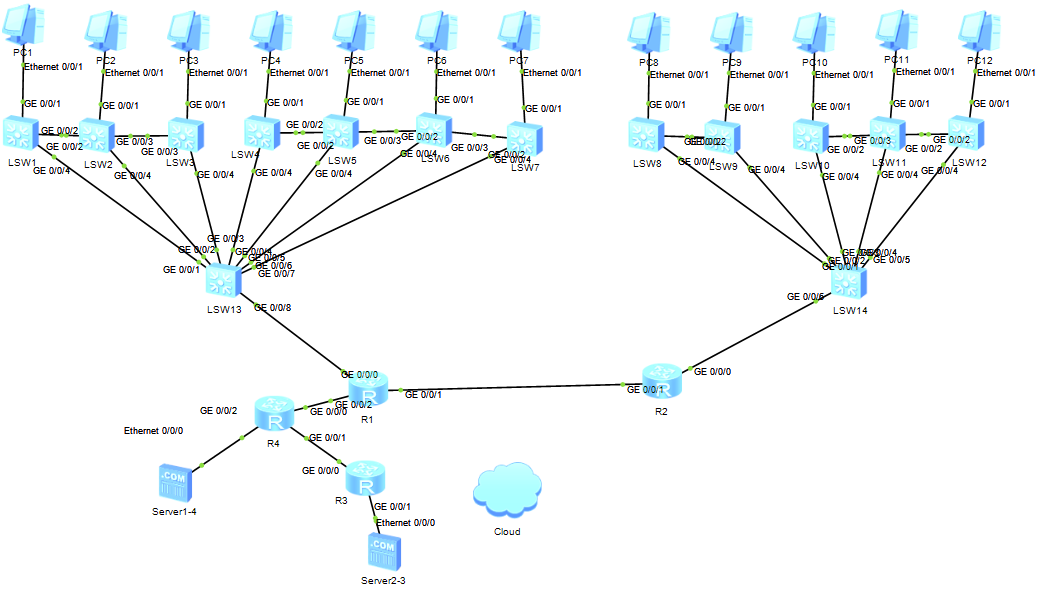 PC1
PC2
PC3
PC4
PC5
PC6
PC7
PC8
PC9
PC10
PC11
PC12
Ethernet 0/0/1
Ethernet 0/0/1
Ethernet 0/0/1
Ethernet 0/0/1
Ethernet 0/0/1
Ethernet 0/0/1
Ethernet 0/0/1
Ethernet 0/0/1
Ethernet 0/0/1
Ethernet 0/0/1
Ethernet 0/0/1
Ethernet 0/0/1
GE 0/0/1
GE 0/0/1
GE 0/0/1
GE 0/0/1
GE 0/0/1
GE 0/0/1
GE 0/0/1
GE 0/0/1
GE 0/0/1
GE 0/0/1
GE 0/0/1
GE 0/0/1
GE 0/0/2
GE 0/0/2
GE 0/0/3
GE 0/0/3
GE 0/0/2
GE 0/0/2
GE 0/0/3
GE 0/0/2
GE 0/0/3
GE 0/0/2
GE 0/0/2
GE 0/0/3
GE 0/0/2
GE 0/0/2
LSW1
LSW2
LSW3
LSW4
LSW5
LSW6
LSW7
LSW8
LSW9
LSW10
LSW11
LSW12
GE 0/0/4
GE 0/0/4
GE 0/0/4
GE 0/0/4
GE 0/0/4
GE 0/0/4
GE 0/0/4
GE 0/0/4
GE 0/0/4
GE 0/0/4
GE 0/0/4
GE 0/0/4
GE 0/0/3
GE 0/0/2
GE 0/0/4
GE 0/0/5
GE 0/0/6
GE 0/0/1
GE 0/0/7
GE 0/0/4
GE 0/0/2
GE 0/0/5
LSW13
GE 0/0/8
GE 0/0/6
LSW14
GE 0/0/0
GE 0/0/0
GE 0/0/1
GE 0/0/1
GE 0/0/2
R1
R2
GE 0/0/2
GE 0/0/0
R4
GE 0/0/1
Ethernet 0/0/0
GE 0/0/0
R3
.COM
Server1-4
GE 0/0/1
Ethernet 0/0/0
.COM
Server2-3
Cloud